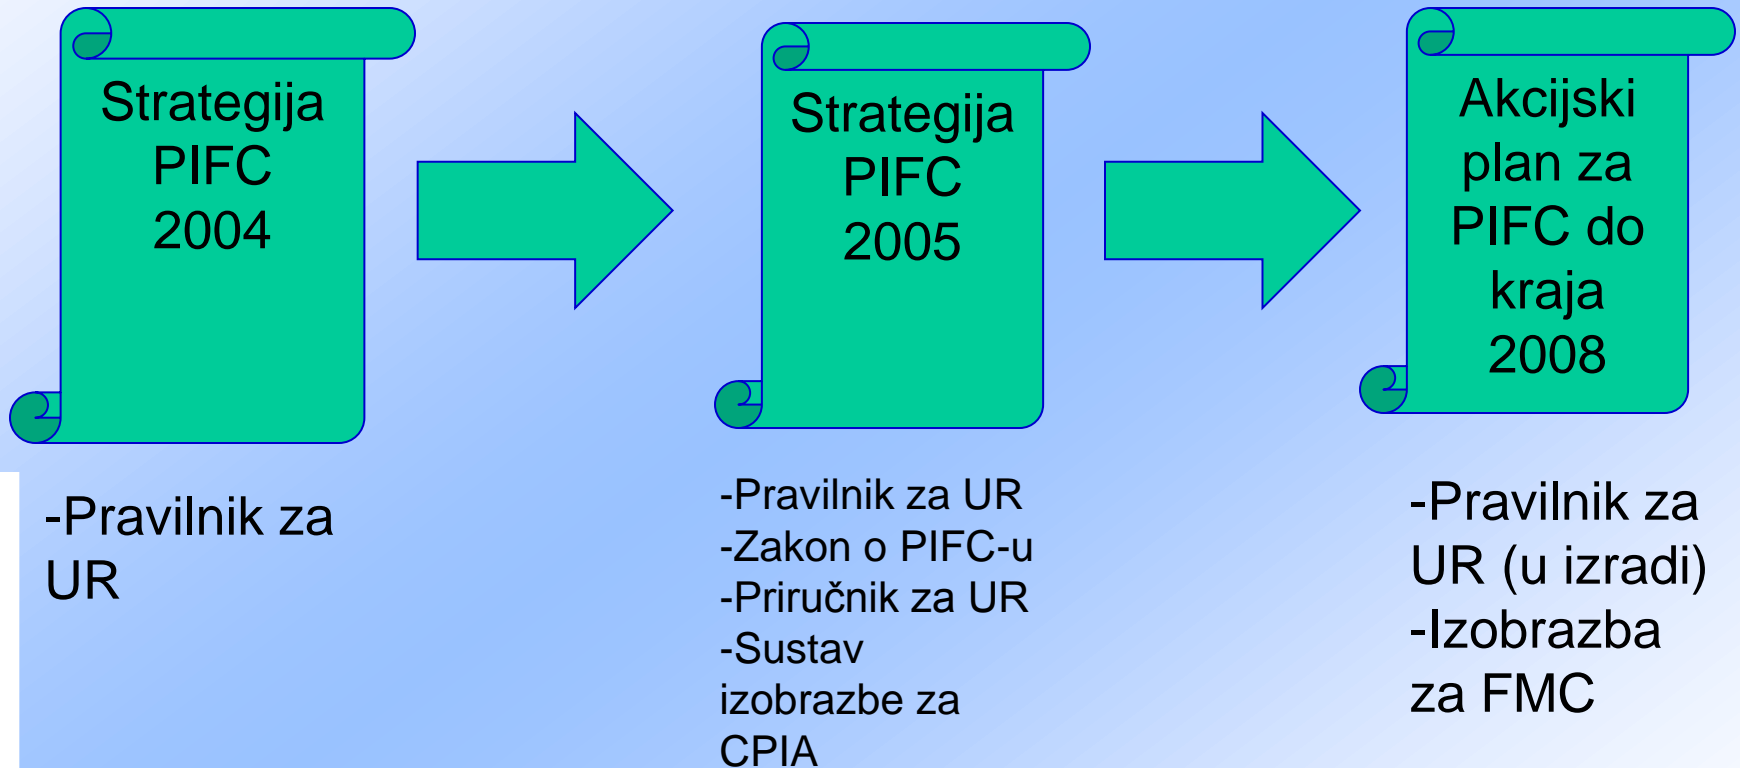 Strategija
PIFC
2004
Strategija
PIFC
2005
Akcijski
plan za
PIFC do
kraja
2008
-Pravilnik za
UR
-Pravilnik za UR
-Zakon o PIFC-u
-Priručnik za UR
-Sustav
izobrazbe za
CPIA
-Pravilnik za
UR (u izradi)
-Izobrazba
za FMC